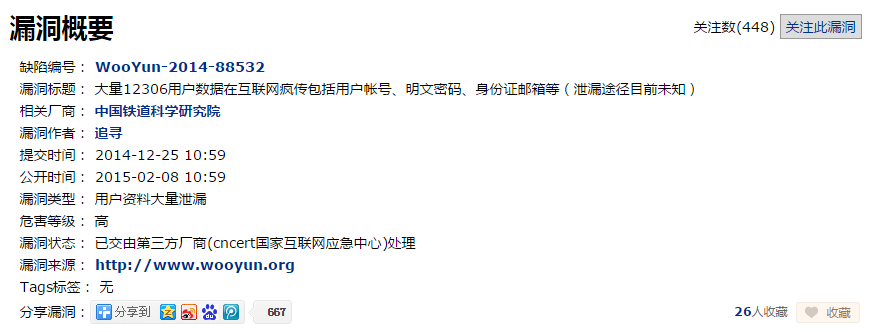 漏洞概要 关注数(448) 关注此漏洞
缺陷编号： WooYun-2014-88532
漏洞标题： 大量12306用户数据在互联网疯传包括用户帐号、明文密码、身份证邮箱等（泄漏途径目前未知）
相关厂商： 中国铁道科学研究院
漏洞作者： 追寻
提交时间： 2014-12-25 10:59
公开时间： 2015-02-08 10:59
漏洞类型： 用户资料大量泄漏
危害等级： 高
漏洞状态： 已交由第三方厂商(cncert国家互联网应急中心)处理
漏洞来源： http://www.wooyun.org
Tags标签： 无
分享漏洞： 分享到 667 26人收藏 收藏